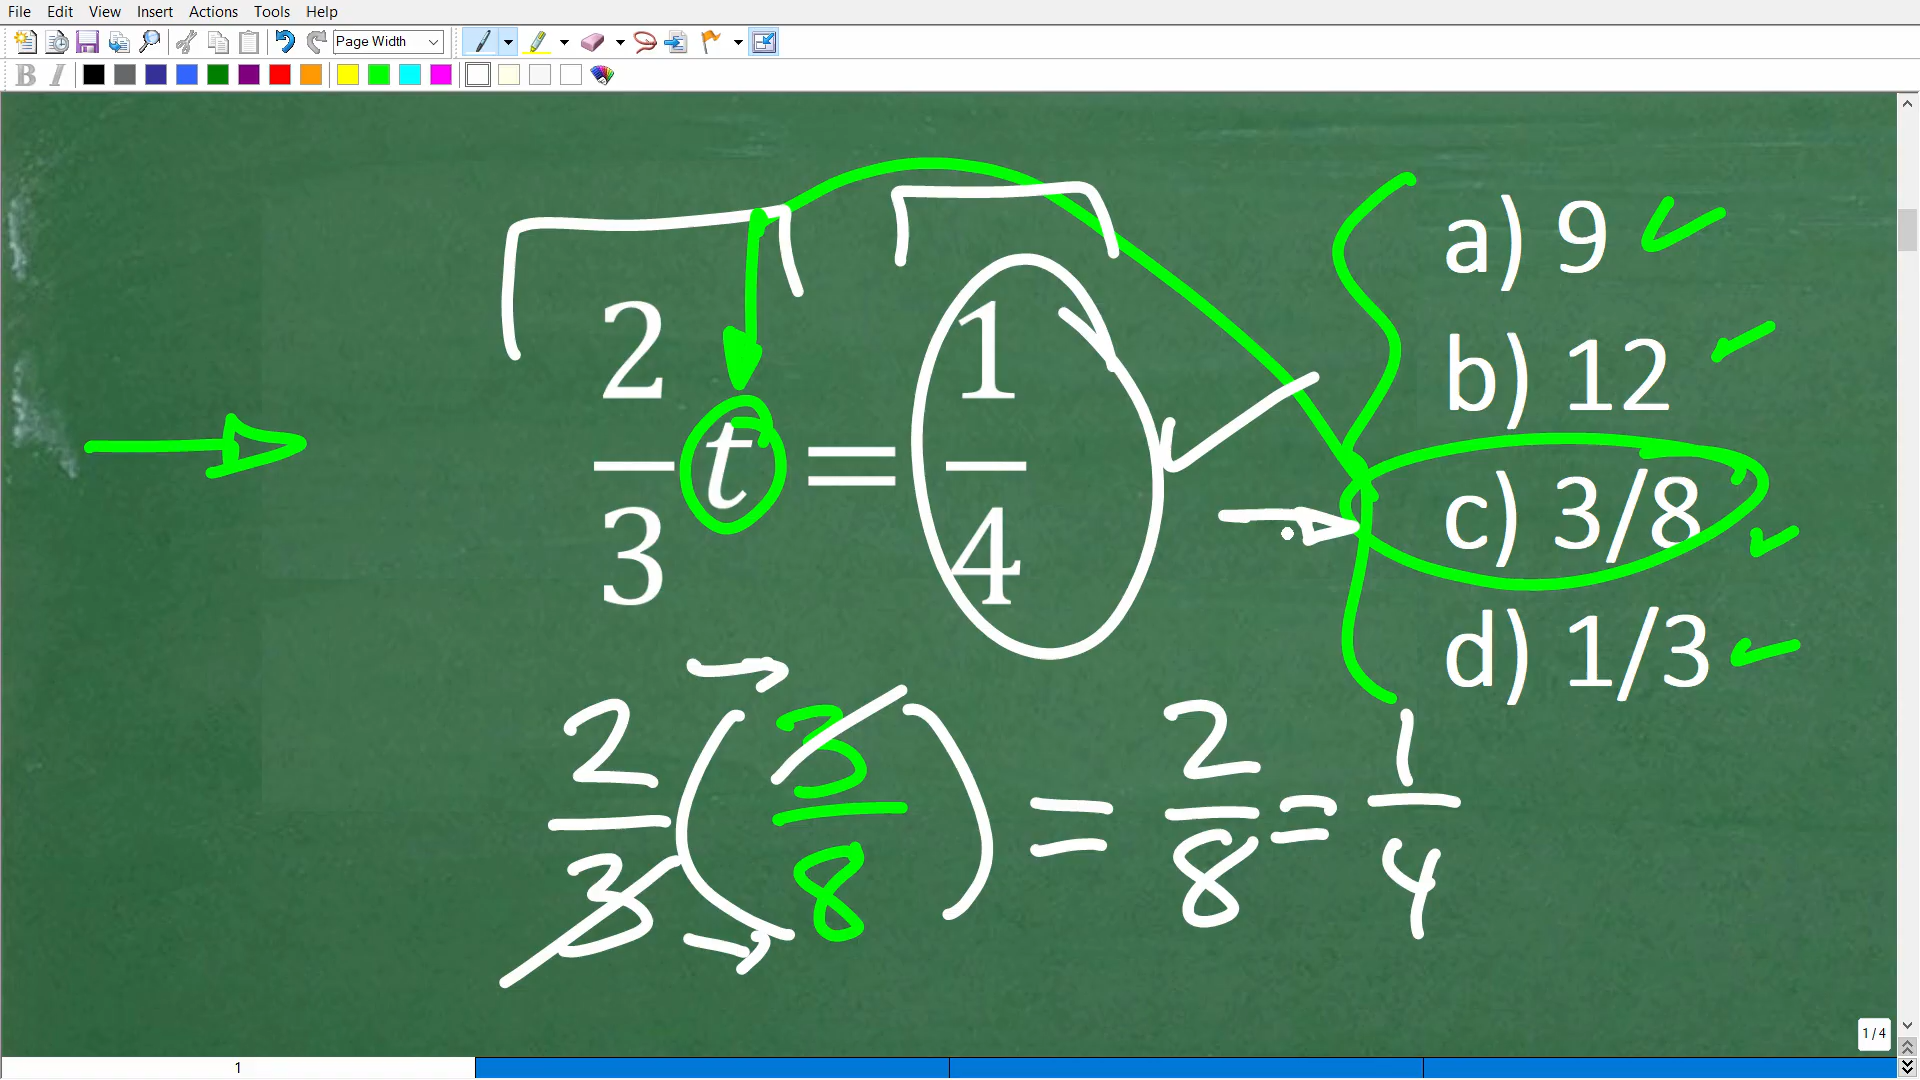 File Edit View Insert Actions Tools Help
Page Width
B I
2/3 t = 1/4
a) 9
b) 12
c) 3/8
d) 1/3
2/3 (3/8) = 2/8 = 1/4
1/4
1